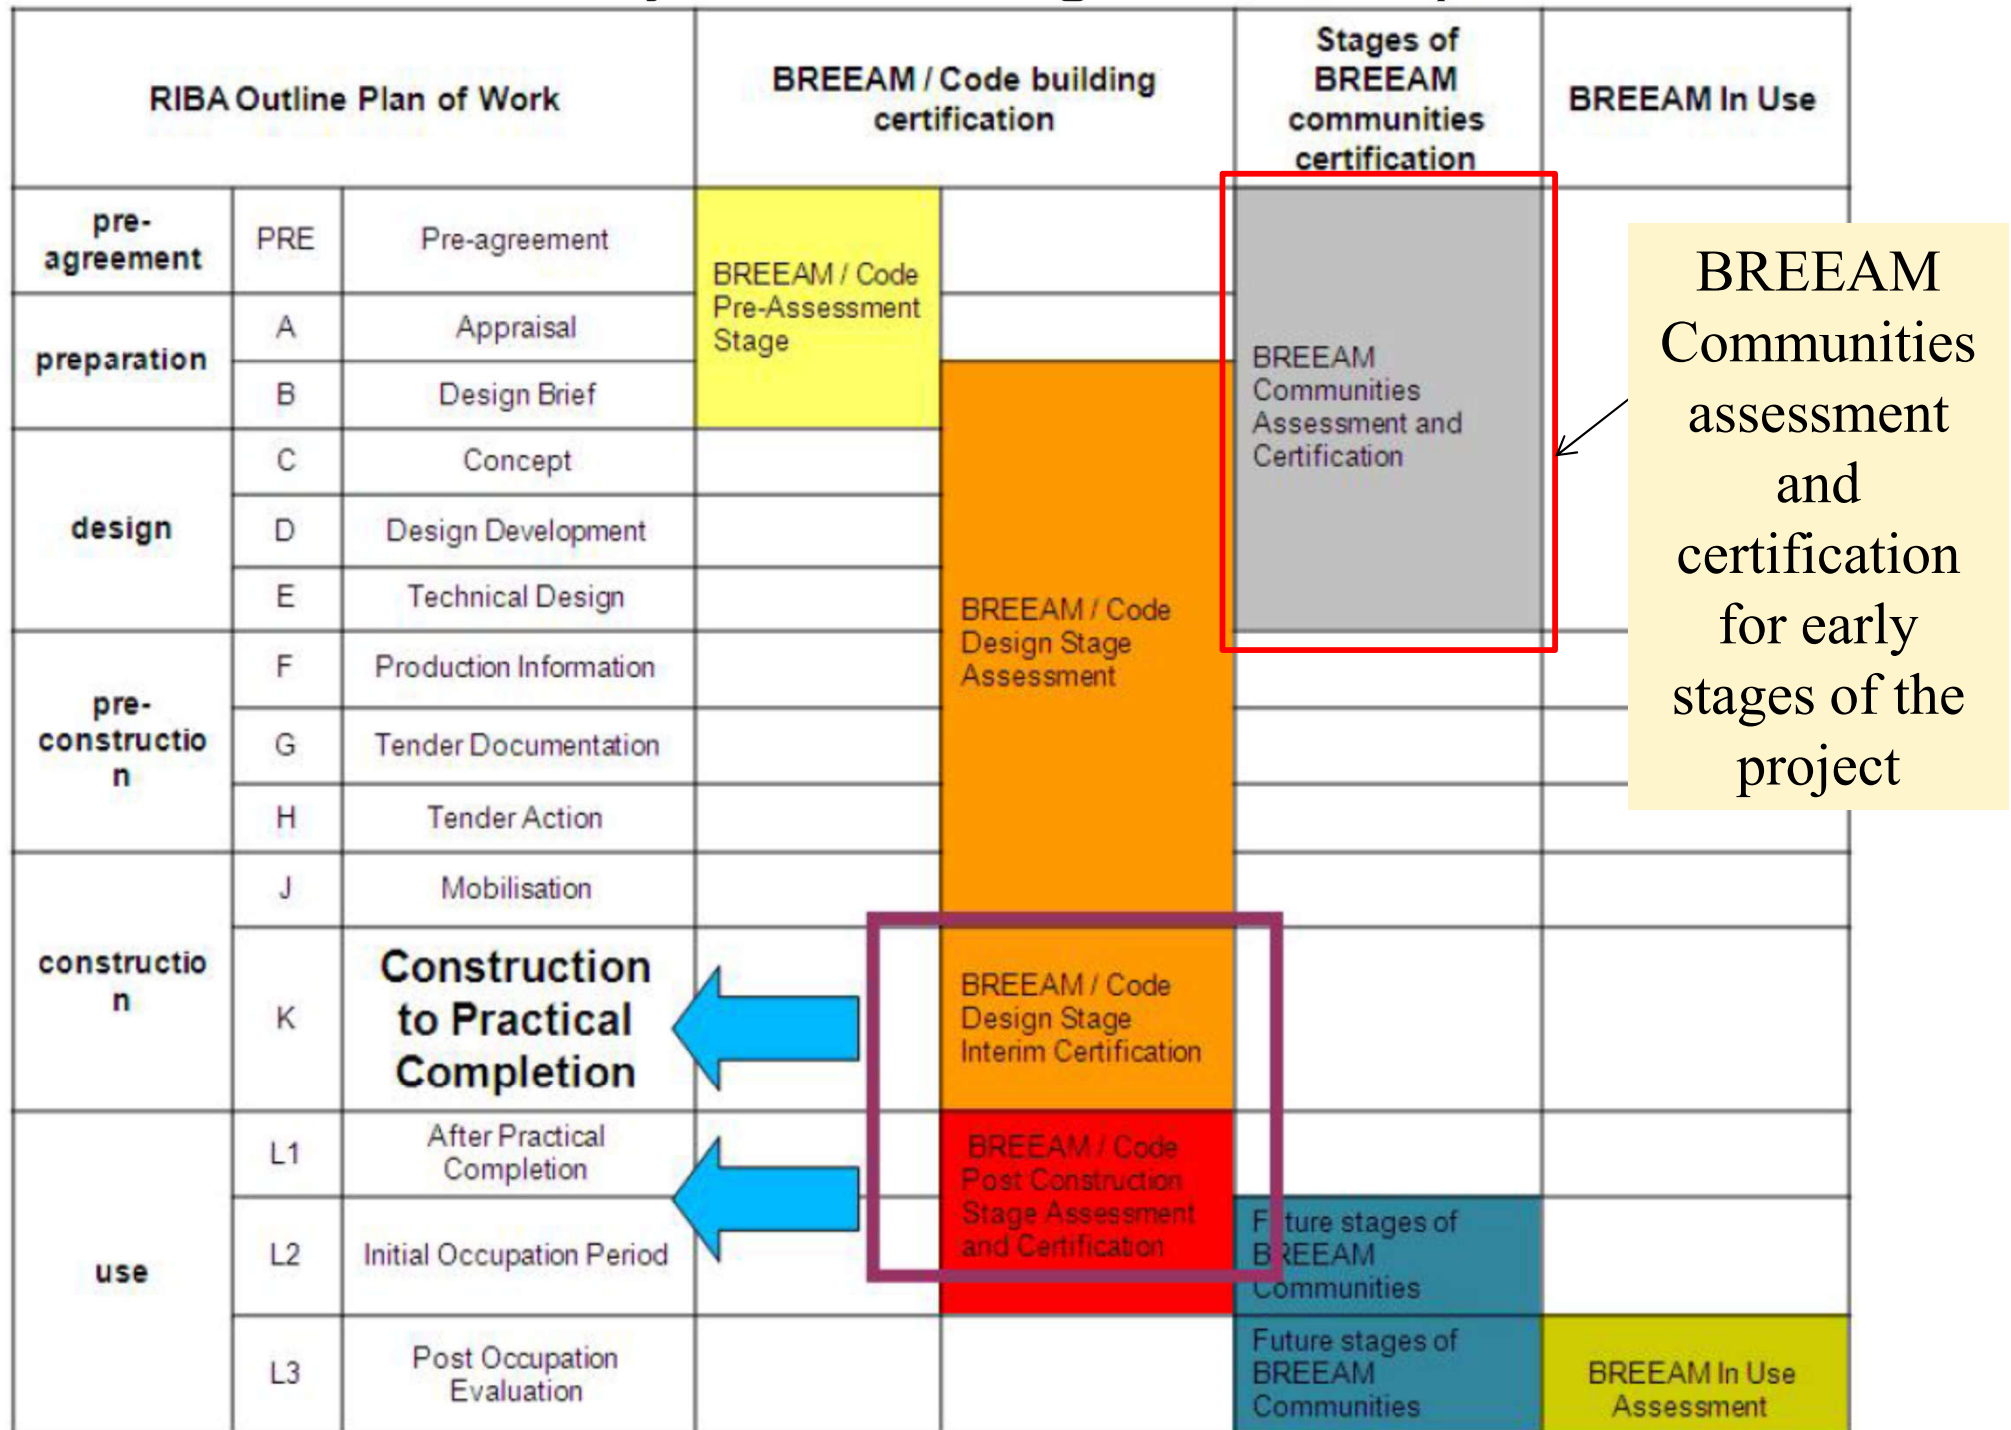 RIBA Outline Plan of Work
BREEAM / Code building
certification
Stages of
BREEAM
communities
certification
BREEAM In Use
pre-
agreement
PRE
Pre-agreement
BREEAM / Code
Pre-Assessment
Stage
BREEAM
Communities
Assessment and
Certification
BREEAM
Communities
assessment
and
certification
for early
stages of the
project
preparation
A
Appraisal
B
Design Brief
design
C
Concept
D
Design Development
E
Technical Design
BREEAM / Code
Design Stage
Assessment
pre-
constructio
n
F
Production Information
G
Tender Documentation
H
Tender Action
constructio
n
J
Mobilisation
K
Construction
to Practical
Completion
BREEAM / Code
Design Stage
Interim Certification
use
L1
After Practical
Completion
BREEAM / Code
Post Construction
Stage Assessment
and Certification
L2
Initial Occupation Period
Future stages of
BREEAM
Communities
L3
Post Occupation
Evaluation
Future stages of
BREEAM
Communities
BREEAM In Use
Assessment